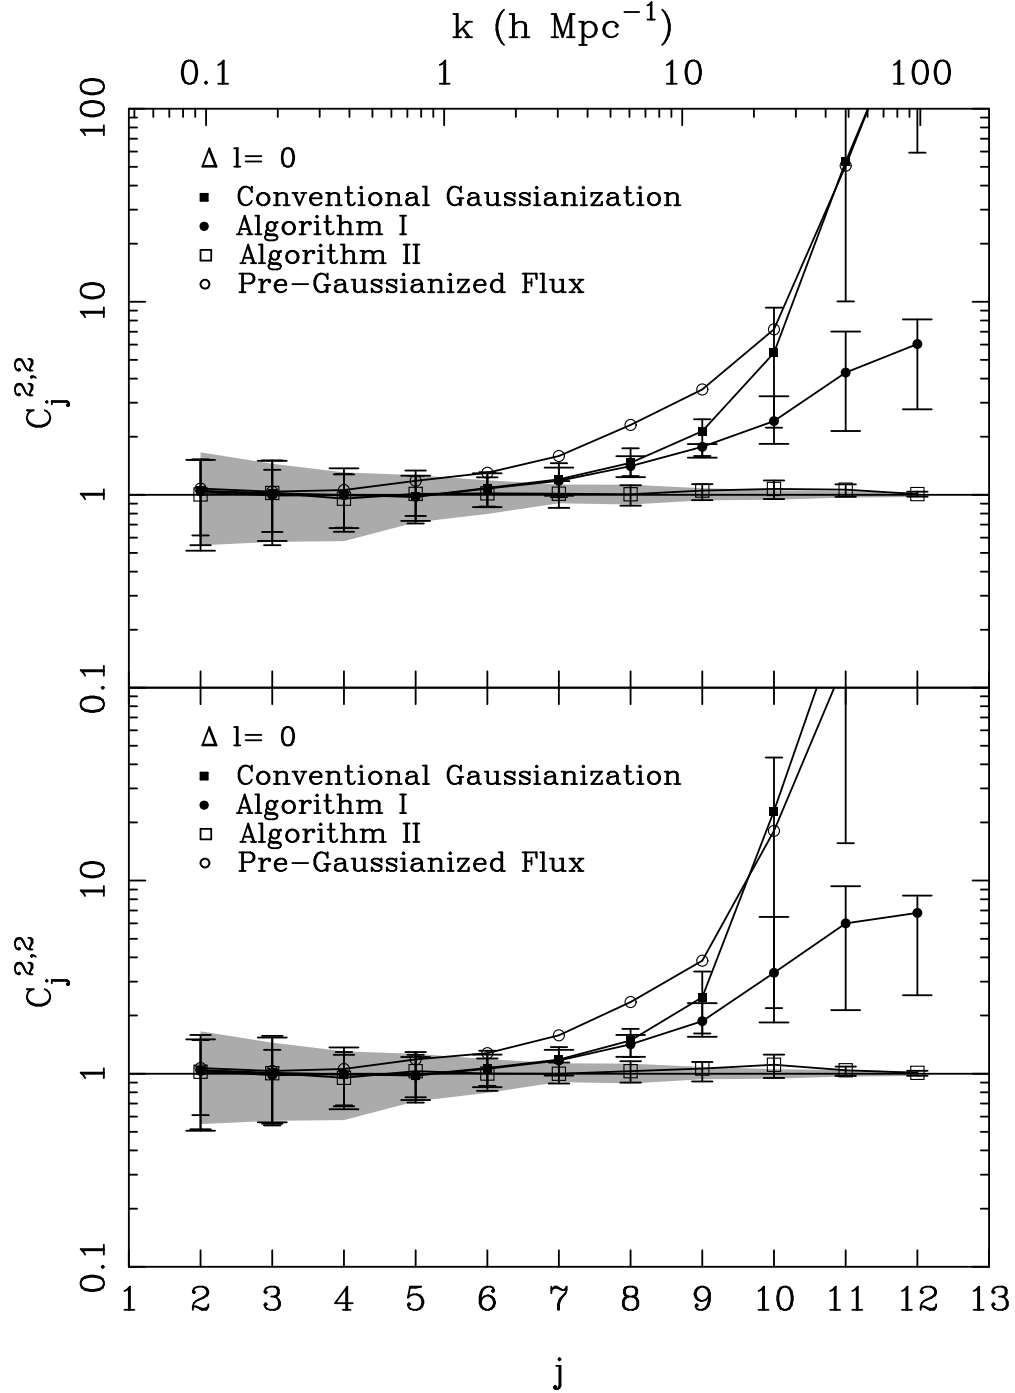 k (h Mpc⁻¹)
0.1 1 10 100
100
Δ l= 0
Conventional Gaussianization
Algorithm I
Algorithm II
Pre-Gaussianized Flux
10
C_j^{2,2}
1
0.1
Δ l= 0
Conventional Gaussianization
Algorithm I
Algorithm II
Pre-Gaussianized Flux
10
C_j^{2,2}
1
0.1
1 2 3 4 5 6 7 8 9 10 11 12 13
j